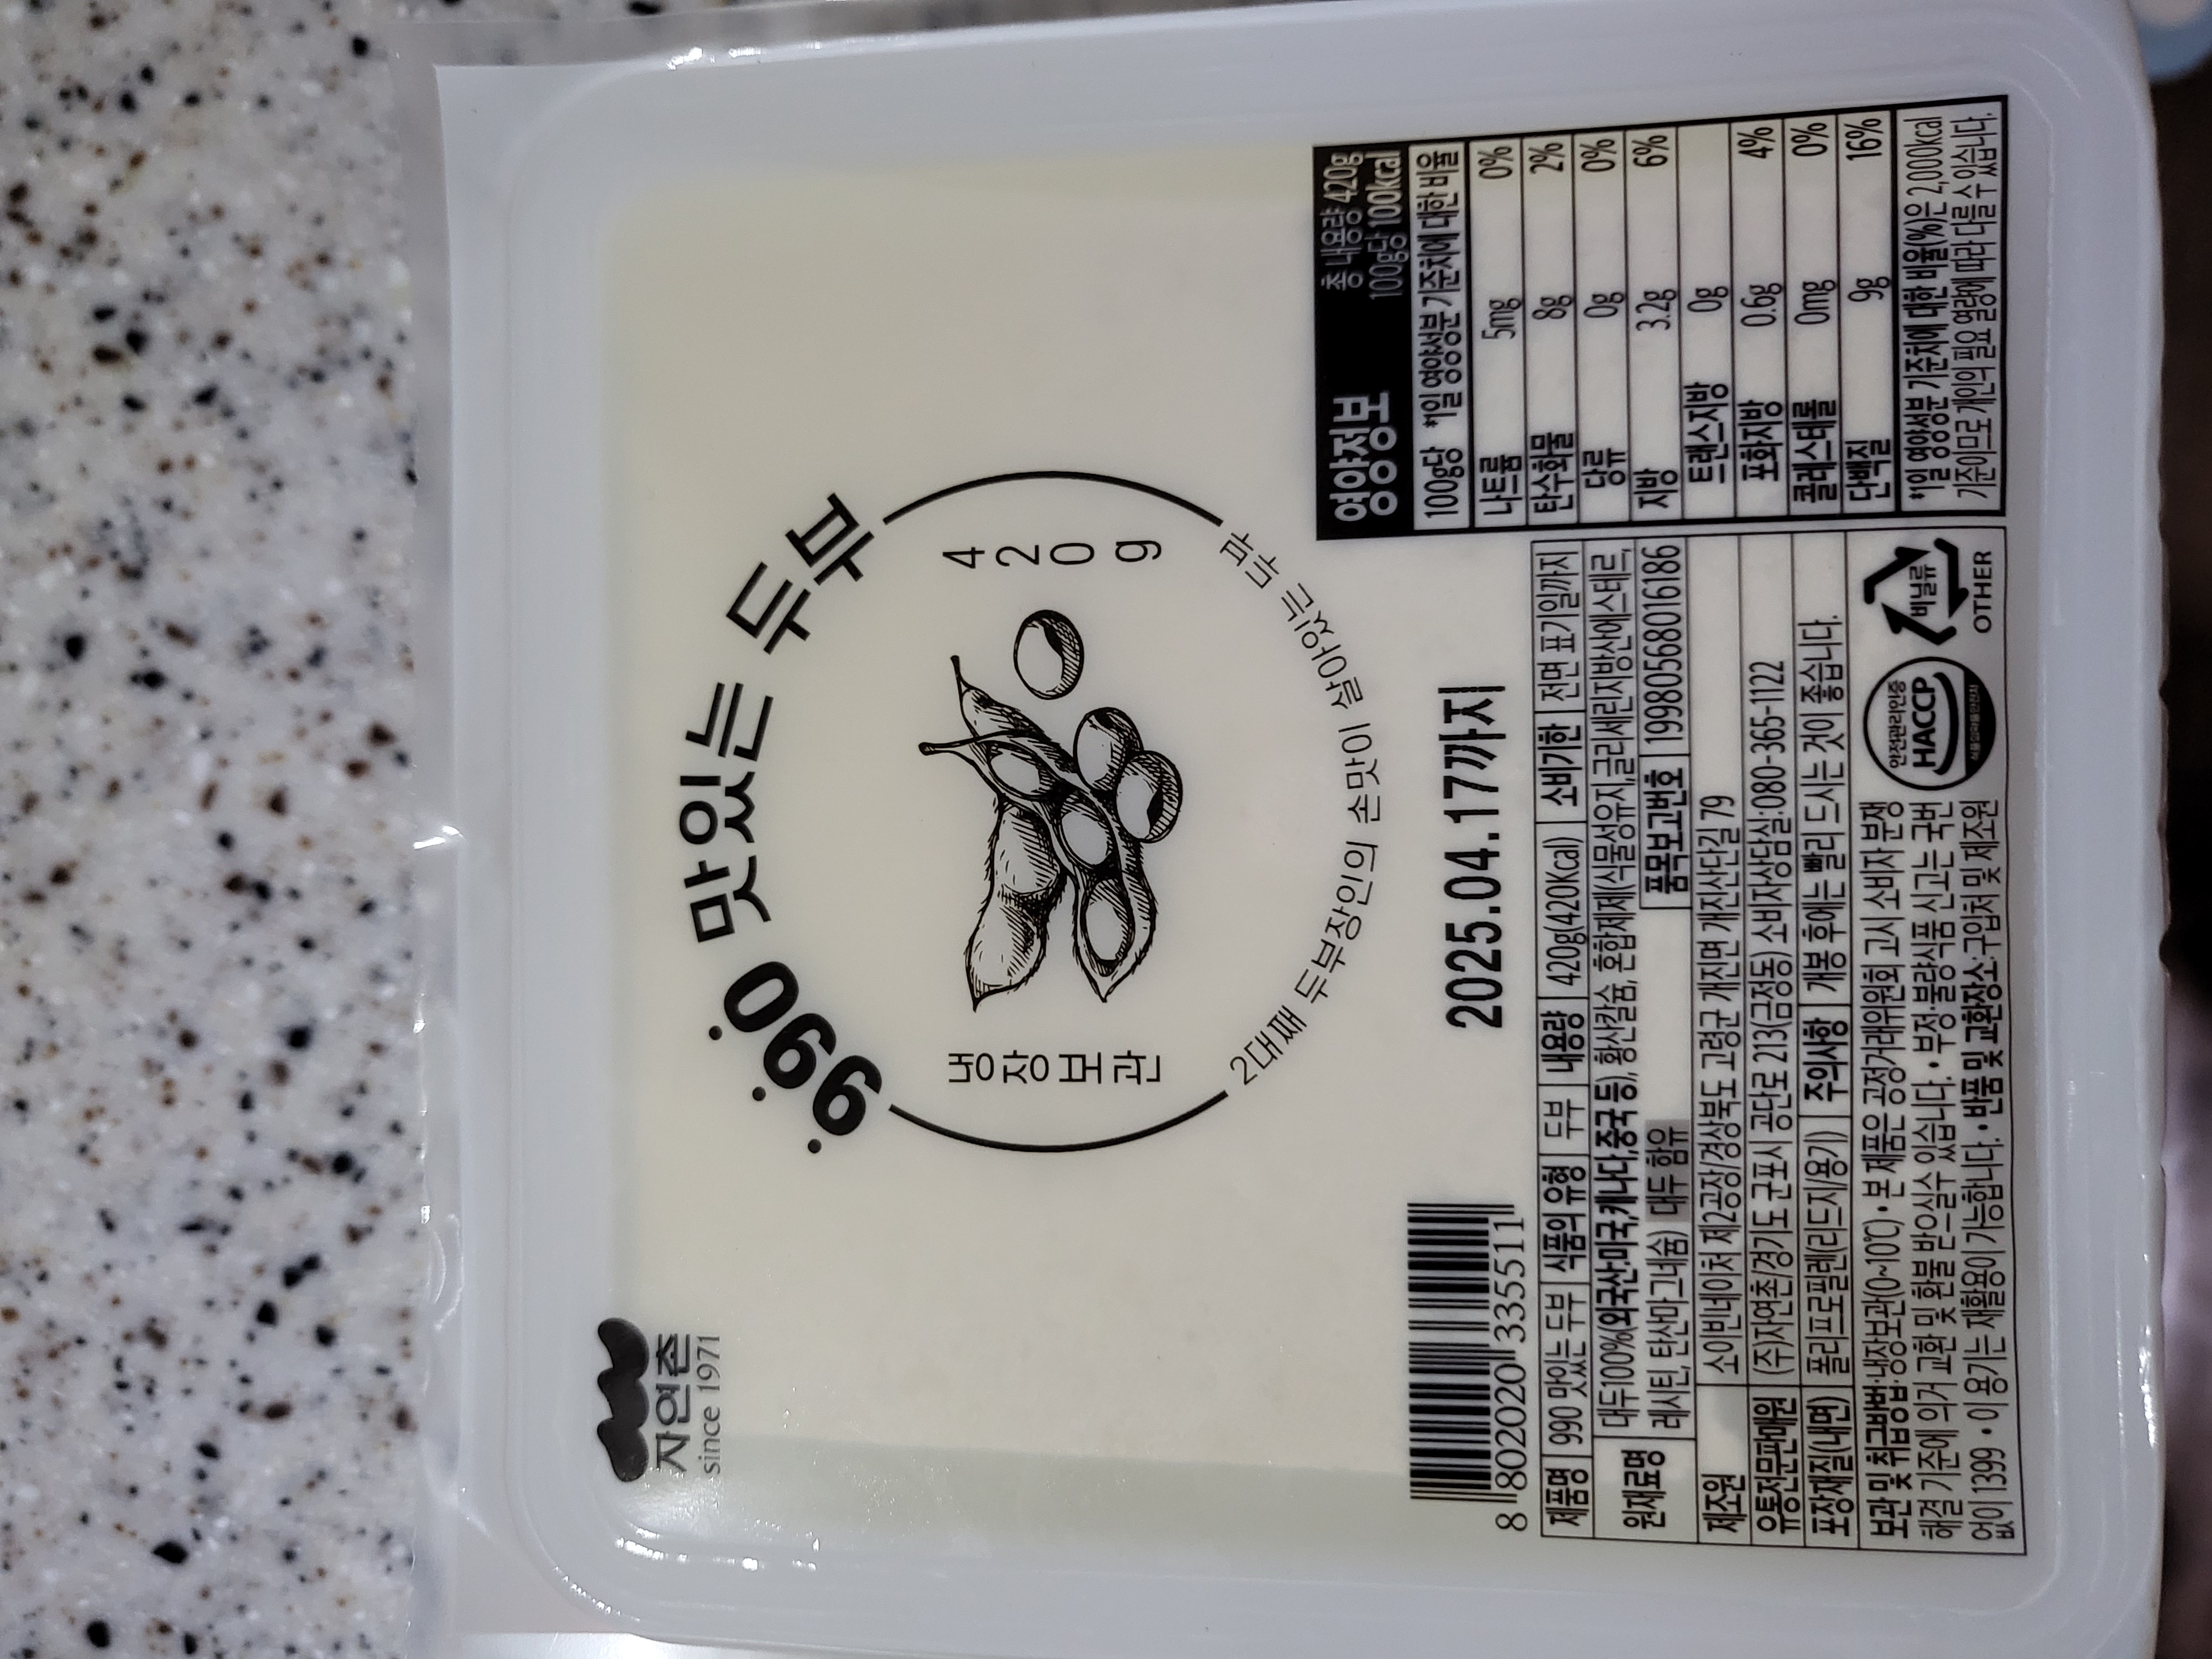 자연촌
since 1971
990 맛있는 두부
냉장보관
420g
2대째 두부장인의 손맛이 살아있는 콩두부
2025.04.17까지
8 802020 335511
영양정보
총 내용량 420g
100g당 100kcal
100g당 *1일 영양성분 기준치에 대한 비율
나트륨 5mg 0%
탄수화물 8g 2%
당류 0g 0%
지방 3.2g 6%
트랜스지방 0g
포화지방 0.6g 4%
콜레스테롤 0mg 0%
단백질 9g 16%
*1일 영양성분 기준치에 대한 비율(%)은 2,000kcal
기준이므로 개인의 필요 열량에 따라 다를 수 있습니다.
제품명 990 맛있는 두부 식품의 유형 두부 내용량 420g(420Kcal) 소비기한 전면 표기일까지
원재료명 대두100%(외국산:미국,캐나다,중국 등), 황산칼슘, 혼합제제(식물성유지,글리세린지방산에스테르,
레시틴, 탄산마그네슘) 대두 함유 품목보고번호 19980568016186
제조원 소이빈네이처 제2공장/경상북도 고령군 개진면 개진산단길 79
유통전문판매원 (주)자연촌/경기도 군포시 공단로 213(금정동) 소비자상담실:080-365-1122
포장재질(내면) 폴리프로필렌(리드지/용기) 주의사항 개봉 후에는 빨리 드시는 것이 좋습니다.
보관 및 취급방법:냉장보관(0~10℃) • 본 제품은 공정거래위원회 고시 소비자 분쟁
해결 기준에 의거 교환 및 환불 받으실수 있습니다. • 부정·불량식품 신고는 국번
없이 1399 • 이 용기는 재활용이 가능합니다. • 반품 및 교환장소:구입처 및 제조원
안전관리인증
HACCP
식품의약품안전처
비닐류
OTHER